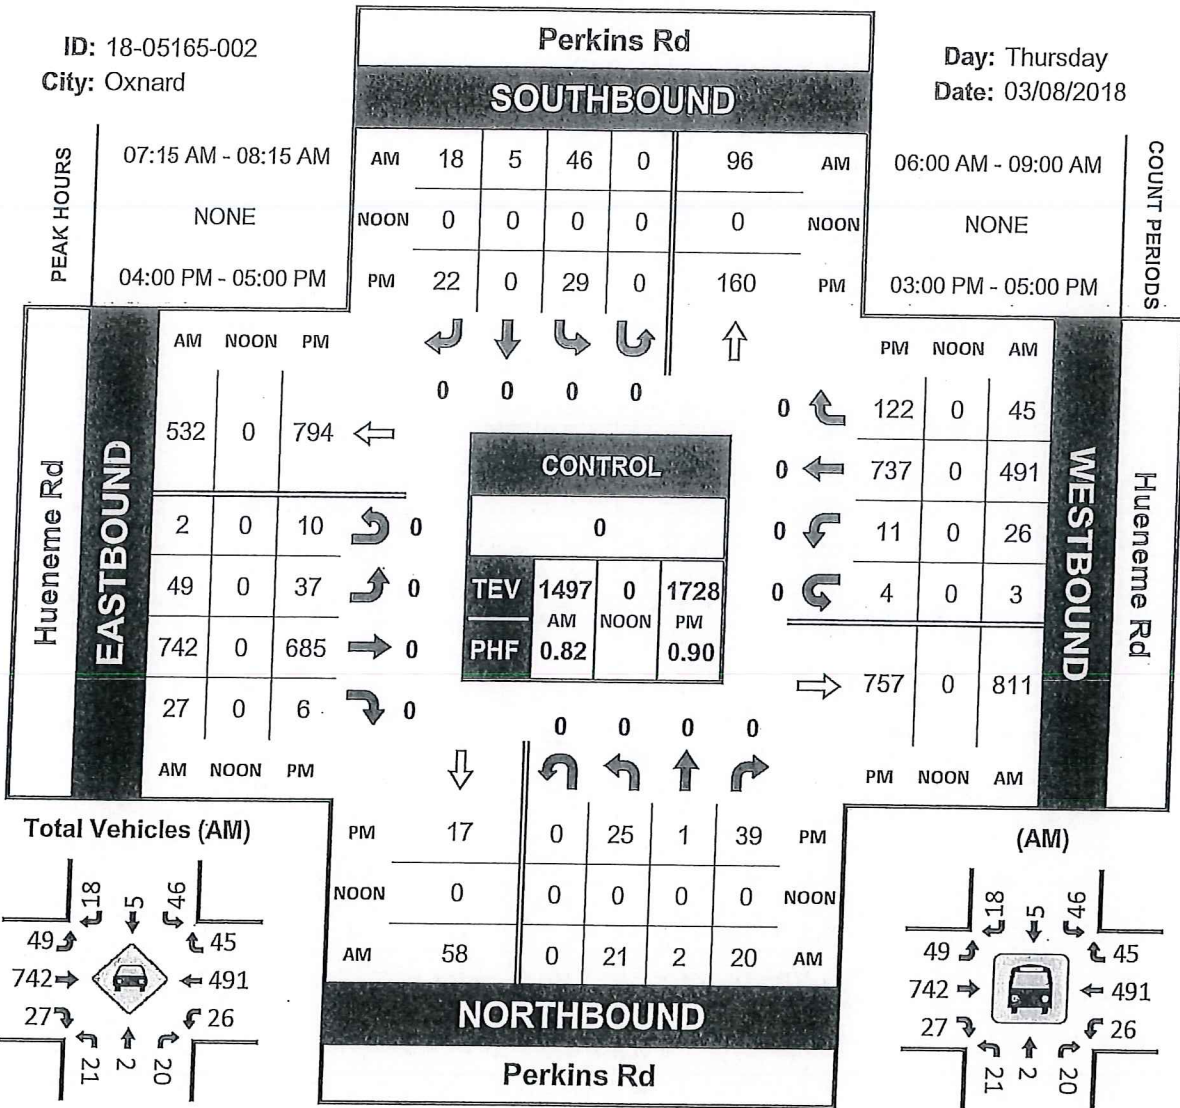 ID: 18-05165-002
City: Oxnard
Perkins Rd
SOUTHBOUND
Day: Thursday
Date: 03/08/2018
PEAK HOURS
07:15 AM - 08:15 AM
NONE
04:00 PM - 05:00 PM
AM 18 5 46 0 96 AM
NOON 0 0 0 0 0 NOON
PM 22 0 29 0 160 PM
0 0 0 0
06:00 AM - 09:00 AM
NONE
03:00 PM - 05:00 PM
COUNT PERIODS
Hueneme Rd
EASTBOUND
AM NOON PM
532 0 794
2 0 10 0
49 0 37 0
742 0 685 0
27 0 6 0
AM NOON PM
CONTROL
0
TEV 1497 0 1728
AM NOON PM
PHF 0.82 0.90
PM NOON AM
0 122 0 45
0 737 0 491
0 11 0 26
0 4 0 3
757 0 811
PM NOON AM
WESTBOUND
Hueneme Rd
0 0 0 0
PM 17 0 25 1 39 PM
NOON 0 0 0 0 0 NOON
AM 58 0 21 2 20 AM
NORTHBOUND
Perkins Rd
Total Vehicles (AM)
18 5 46
49 45
742 491
27 26
21 2 20
(AM)
18 5 46
49 45
742 491
27 26
21 2 20